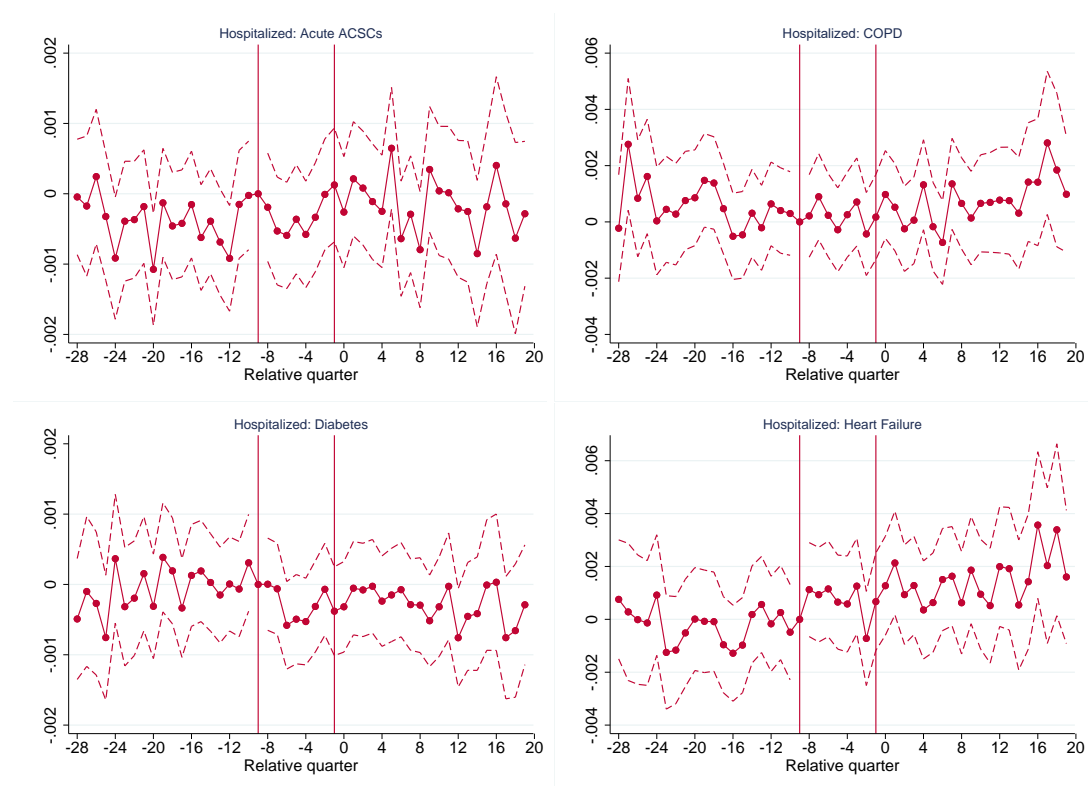 Hospitalized: Acute ACSCs
.002
.001
0
-.001
-.002
-28 -24 -20 -16 -12 -8 -4 0 4 8 12 16 20
Relative quarter
Hospitalized: COPD
.006
.004
.002
0
-.002
-.004
-28 -24 -20 -16 -12 -8 -4 0 4 8 12 16 20
Relative quarter
Hospitalized: Diabetes
.002
.001
0
-.001
-.002
-28 -24 -20 -16 -12 -8 -4 0 4 8 12 16 20
Relative quarter
Hospitalized: Heart Failure
.006
.004
.002
0
-.002
-.004
-28 -24 -20 -16 -12 -8 -4 0 4 8 12 16 20
Relative quarter